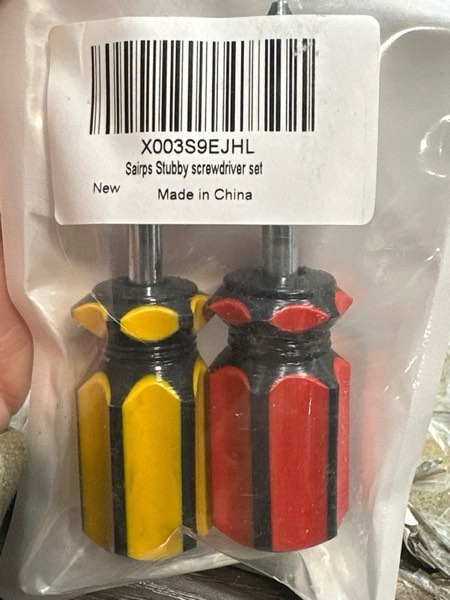 X003S9EJHL
Sairps Stubby screwdriver set
New
Made in China